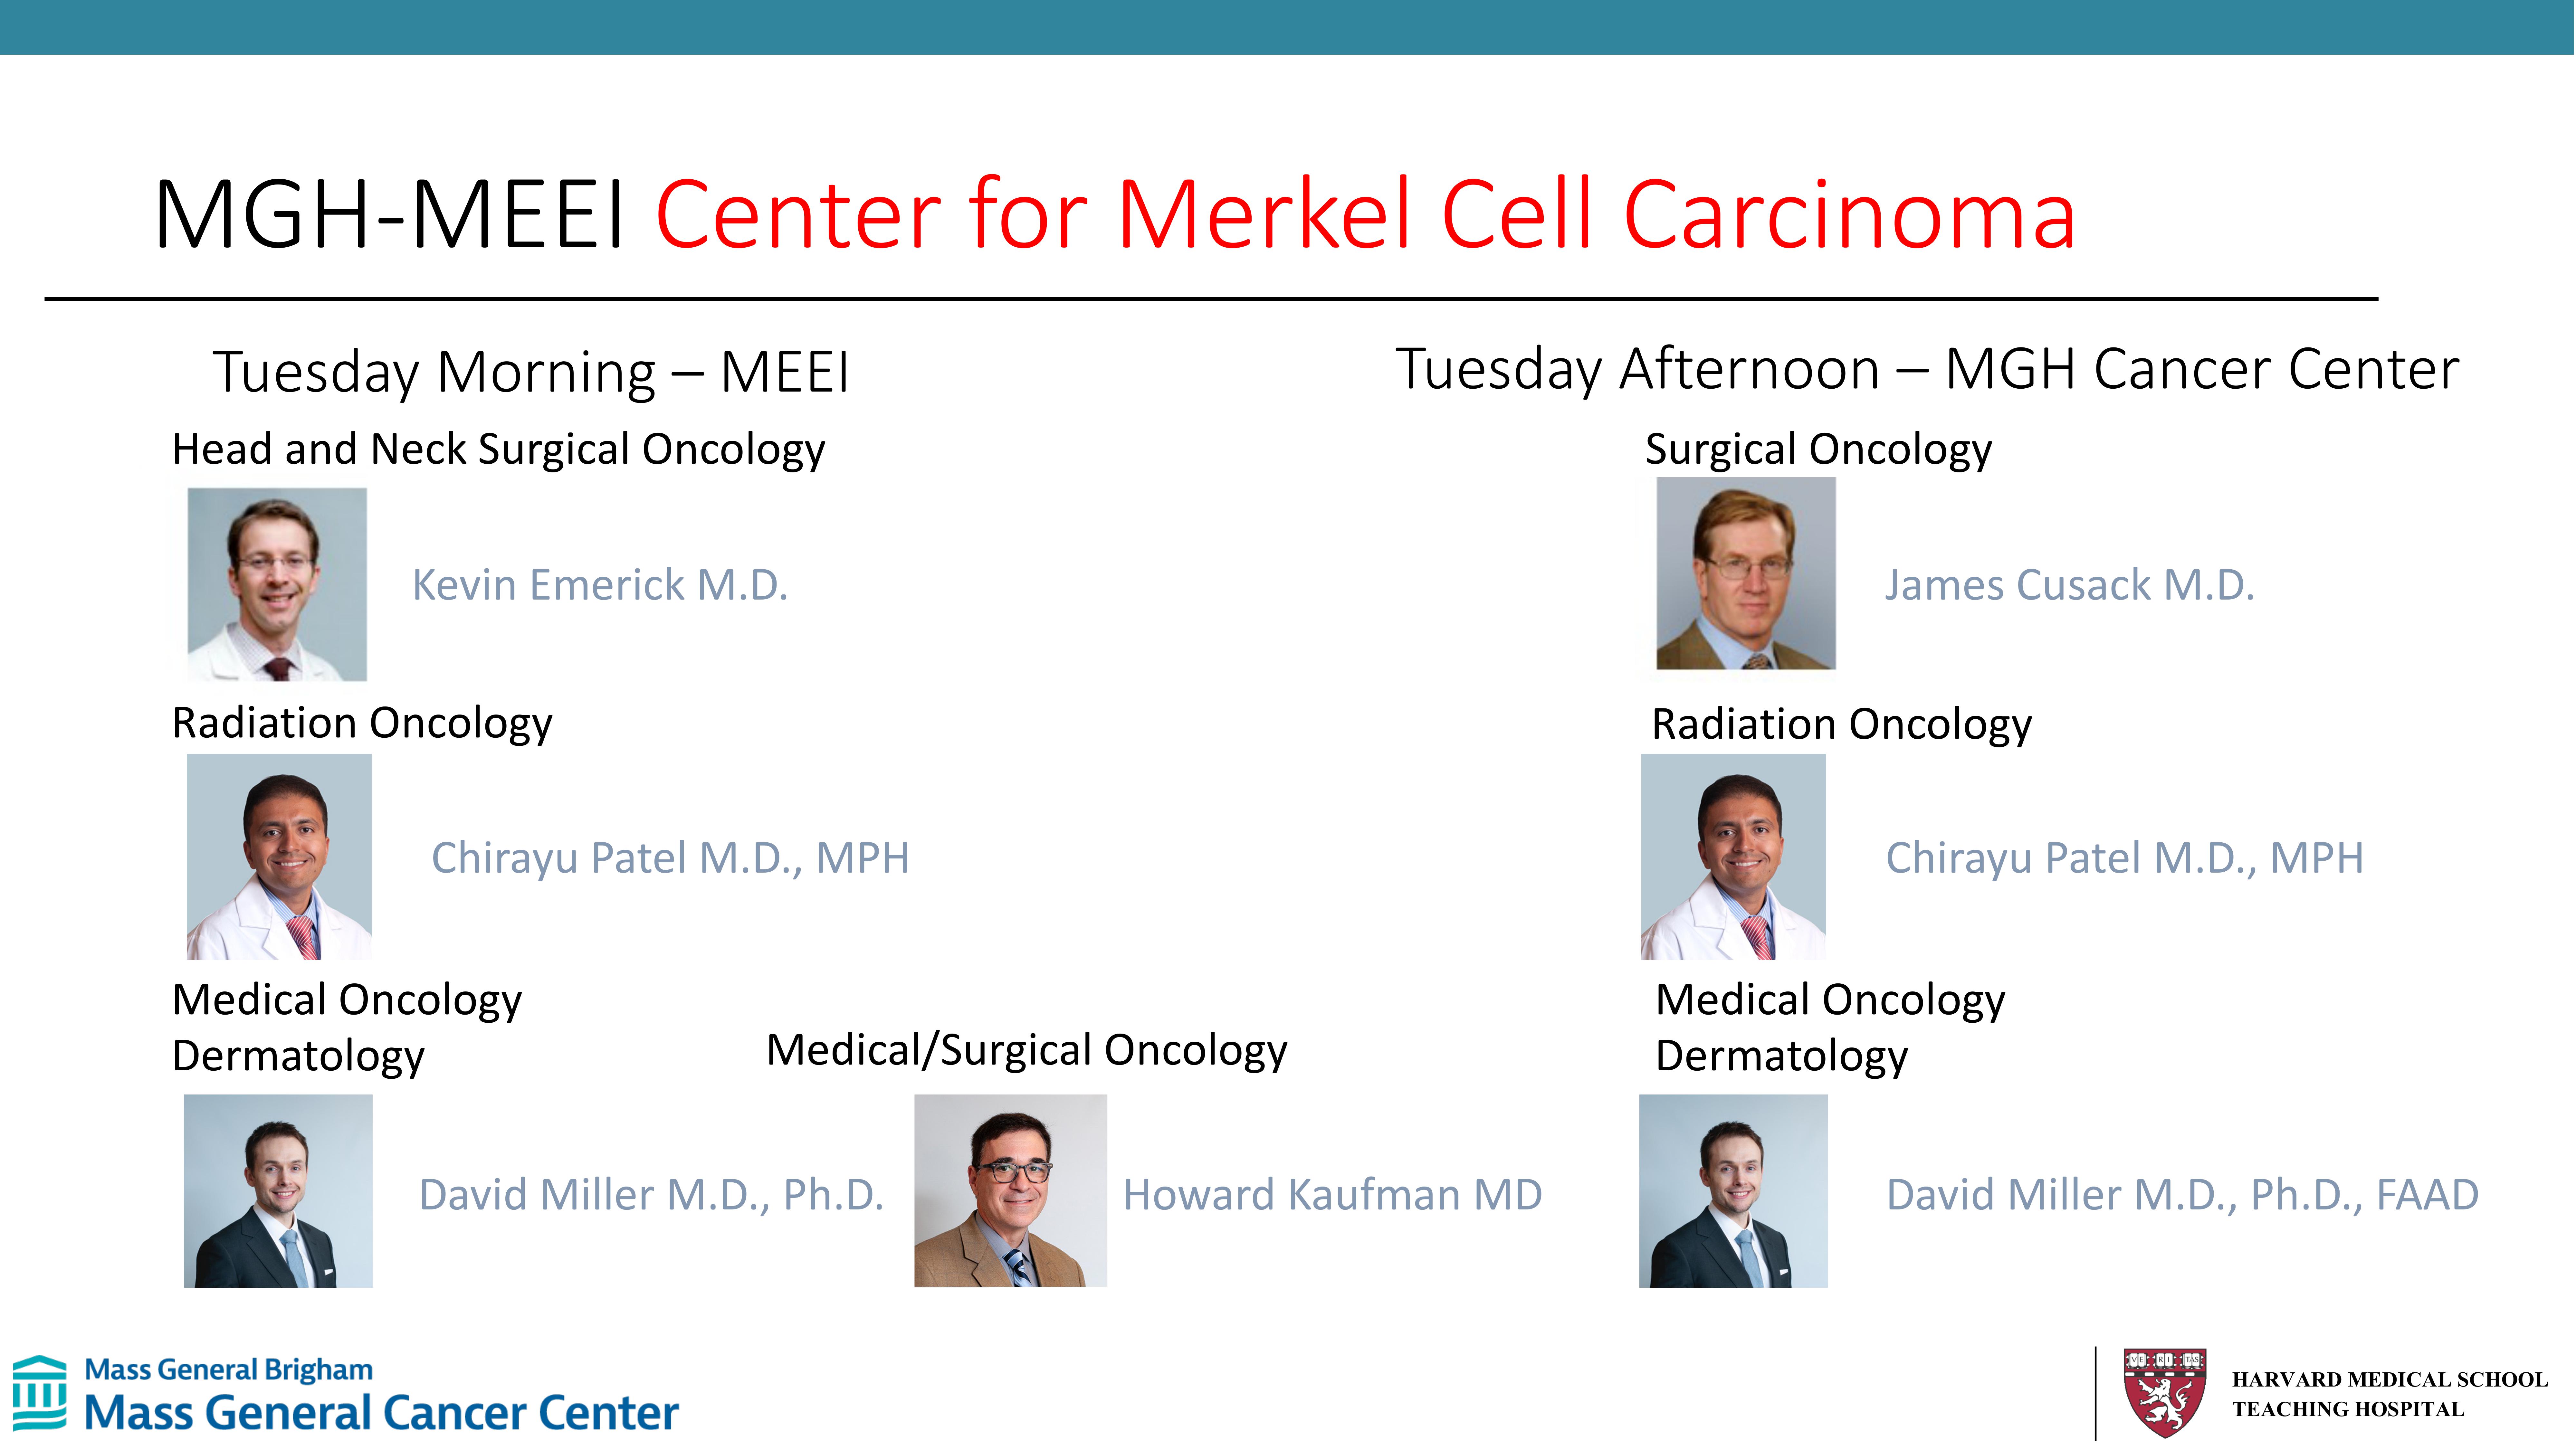 MGH-MEEI Center for Merkel Cell Carcinoma
Tuesday Morning – MEEI
Head and Neck Surgical Oncology
Kevin Emerick M.D.
Radiation Oncology
Chirayu Patel M.D., MPH
Medical Oncology
Dermatology
David Miller M.D., Ph.D.
Medical/Surgical Oncology
Howard Kaufman MD
Tuesday Afternoon – MGH Cancer Center
Surgical Oncology
James Cusack M.D.
Radiation Oncology
Chirayu Patel M.D., MPH
Medical Oncology
Dermatology
David Miller M.D., Ph.D., FAAD
Mass General Brigham
Mass General Cancer Center
VE RI TAS
HARVARD MEDICAL SCHOOL
TEACHING HOSPITAL